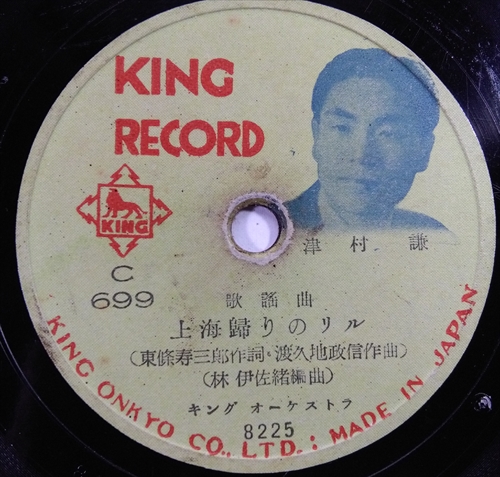 KING
RECORD
KING
津村謙
C
699
歌謡曲
上海歸りのリル
(東條寿三郎作詞・渡久地政信作曲)
(林伊佐緒編曲)
キング オーケストラ
8225
KING ONKYO CO., LTD.; MADE IN JAPAN